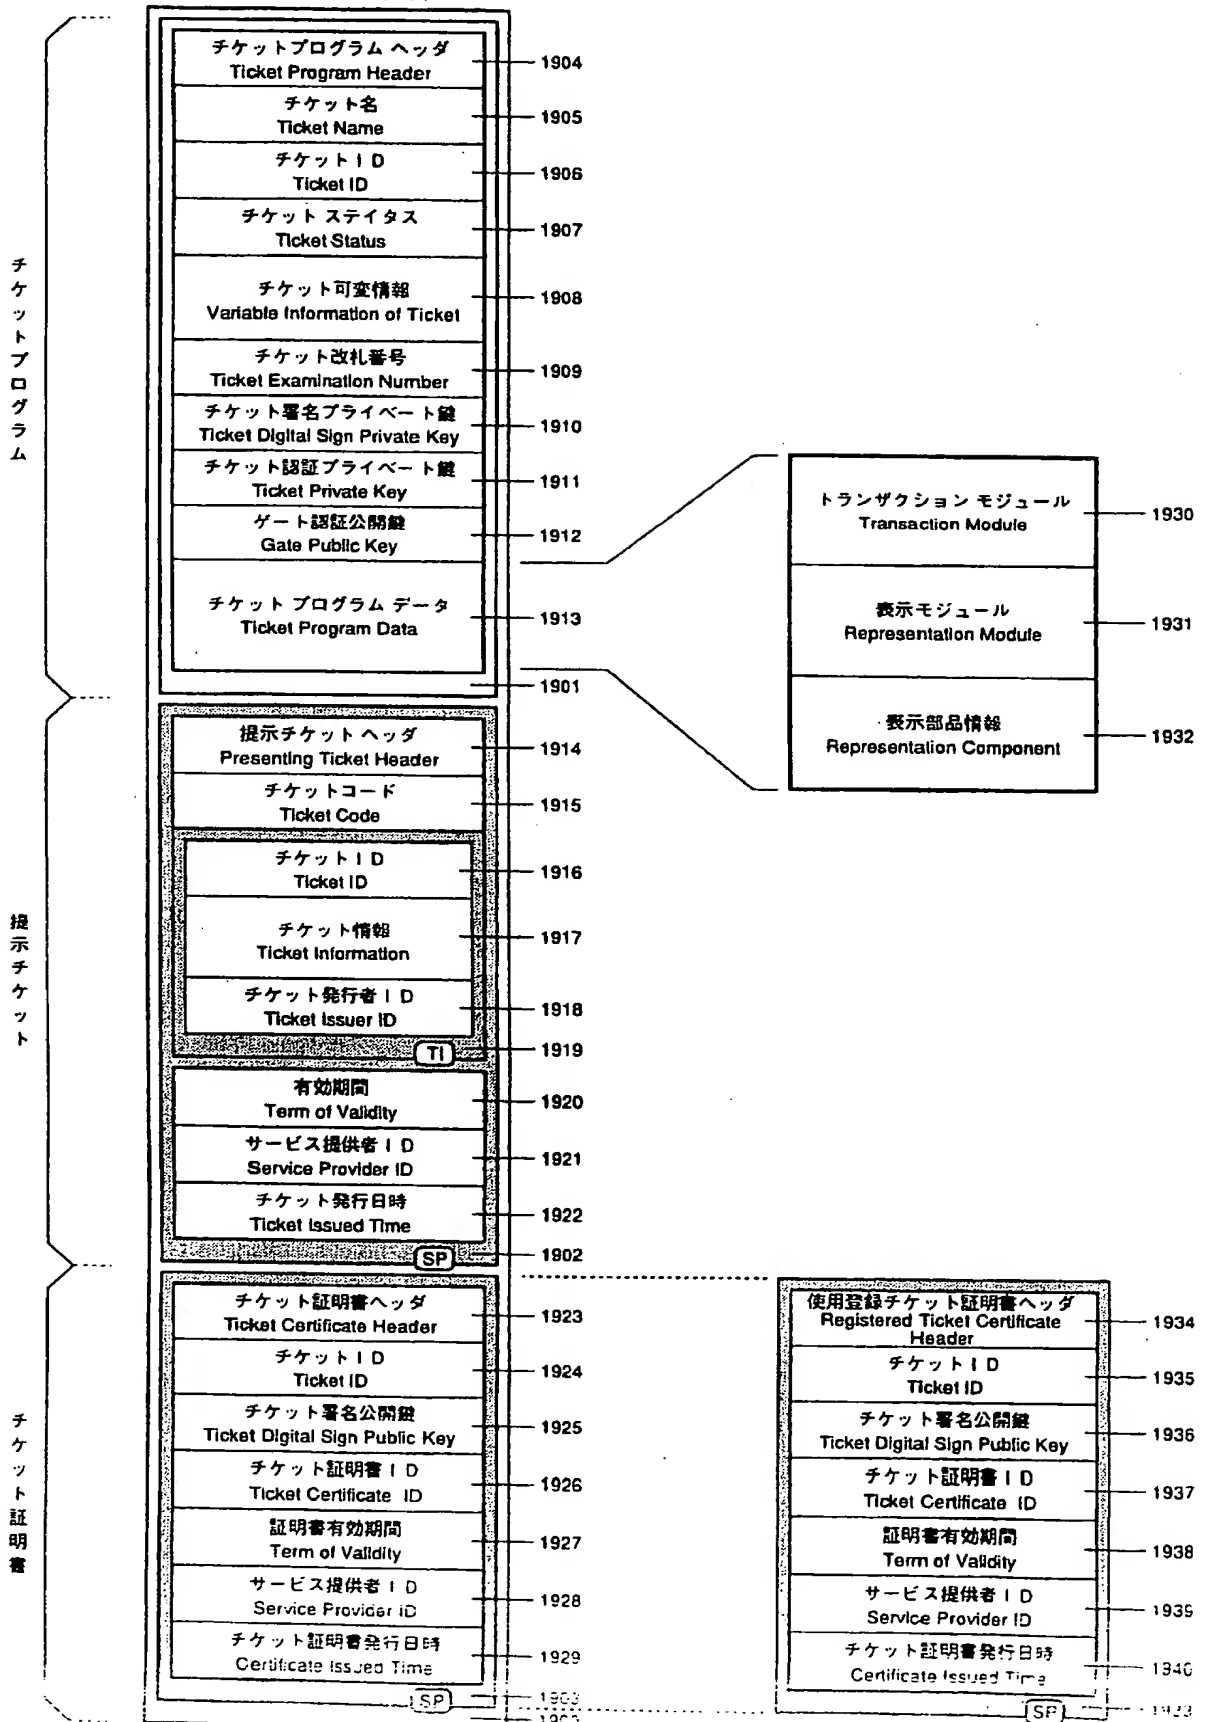 チケットプログラム
チケットプログラム ヘッダ
Ticket Program Header
1904
チケット名
Ticket Name
1905
チケットID
Ticket ID
1906
チケット ステイタス
Ticket Status
1907
チケット可変情報
Variable Information of Ticket
1908
チケット改札番号
Ticket Examination Number
1909
チケット署名プライベート鍵
Ticket Digital Sign Private Key
1910
チケット認証プライベート鍵
Ticket Private Key
1911
ゲート認証公開鍵
Gate Public Key
1912
チケット プログラム データ
Ticket Program Data
1913
1901
トランザクション モジュール
Transaction Module
1930
表示モジュール
Representation Module
1931
表示部品情報
Representation Component
1932
提示チケット
提示チケット ヘッダ
Presenting Ticket Header
1914
チケットコード
Ticket Code
1915
チケットID
Ticket ID
1916
チケット情報
Ticket Information
1917
チケット発行者ID
Ticket Issuer ID
1918
TI
1919
有効期間
Term of Validity
1920
サービス提供者ID
Service Provider ID
1921
チケット発行日時
Ticket Issued Time
1922
SP
1902
チケット証明書
チケット証明書ヘッダ
Ticket Certificate Header
1923
チケットID
Ticket ID
1924
チケット署名公開鍵
Ticket Digital Sign Public Key
1925
チケット証明書ID
Ticket Certificate ID
1926
証明書有効期間
Term of Validity
1927
サービス提供者ID
Service Provider ID
1928
チケット証明書発行日時
Certificate Issued Time
1929
SP
1903
使用登録チケット証明書ヘッダ
Registered Ticket Certificate
Header
1934
チケットID
Ticket ID
1935
チケット署名公開鍵
Ticket Digital Sign Public Key
1936
チケット証明書ID
Ticket Certificate ID
1937
証明書有効期間
Term of Validity
1938
サービス提供者ID
Service Provider ID
1939
チケット証明書発行日時
Certificate Issued Time
1940
SP